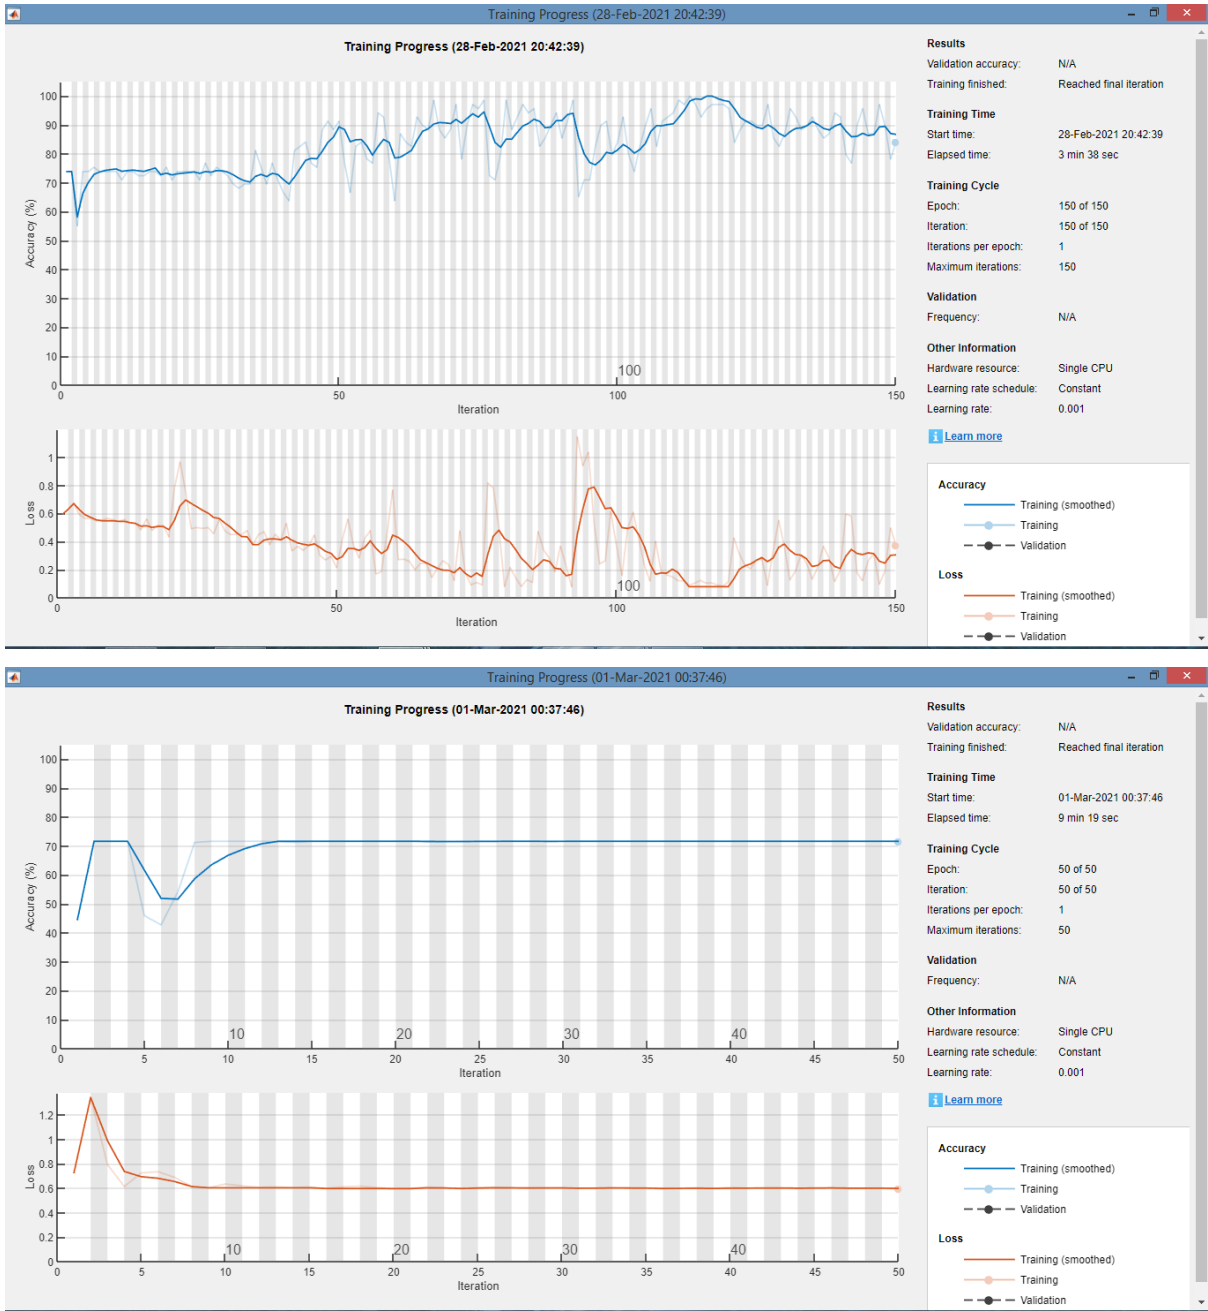 Training Progress (28-Feb-2021 20:42:39)
Training Progress (28-Feb-2021 20:42:39)
100
90
80
70
60
50
40
30
20
10
0
Accuracy (%)
100
0
50
100
150
Iteration
1
0.8
0.6
0.4
0.2
0
Loss
100
0
50
100
150
Iteration
Results
Validation accuracy: N/A
Training finished: Reached final iteration
Training Time
Start time: 28-Feb-2021 20:42:39
Elapsed time: 3 min 38 sec
Training Cycle
Epoch: 150 of 150
Iteration: 150 of 150
Iterations per epoch: 1
Maximum iterations: 150
Validation
Frequency: N/A
Other Information
Hardware resource: Single CPU
Learning rate schedule: Constant
Learning rate: 0.001
i Learn more
Accuracy
Training (smoothed)
Training
Validation
Loss
Training (smoothed)
Training
Validation
Training Progress (01-Mar-2021 00:37:46)
Training Progress (01-Mar-2021 00:37:46)
100
90
80
70
60
50
40
30
20
10
0
Accuracy (%)
10
20
30
40
0
5
10
15
20
25
30
35
40
45
50
Iteration
1.2
1
0.8
0.6
0.4
0.2
0
Loss
10
20
30
40
0
5
10
15
20
25
30
35
40
45
50
Iteration
Results
Validation accuracy: N/A
Training finished: Reached final iteration
Training Time
Start time: 01-Mar-2021 00:37:46
Elapsed time: 9 min 19 sec
Training Cycle
Epoch: 50 of 50
Iteration: 50 of 50
Iterations per epoch: 1
Maximum iterations: 50
Validation
Frequency: N/A
Other Information
Hardware resource: Single CPU
Learning rate schedule: Constant
Learning rate: 0.001
i Learn more
Accuracy
Training (smoothed)
Training
Validation
Loss
Training (smoothed)
Training
Validation